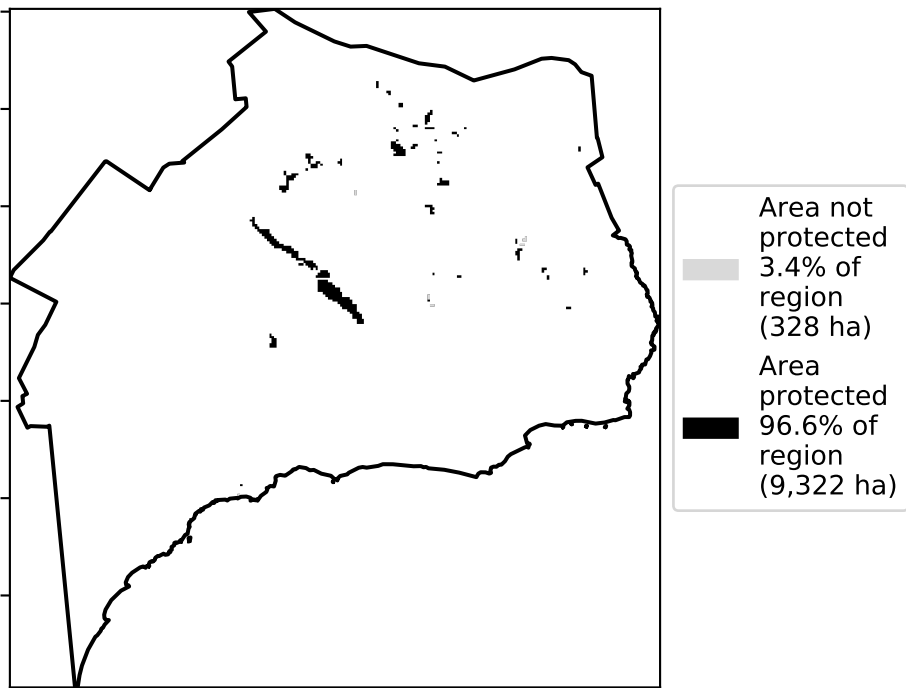 Area not
protected
3.4% of
region
(328 ha)
Area
protected
96.6% of
region
(9,322 ha)